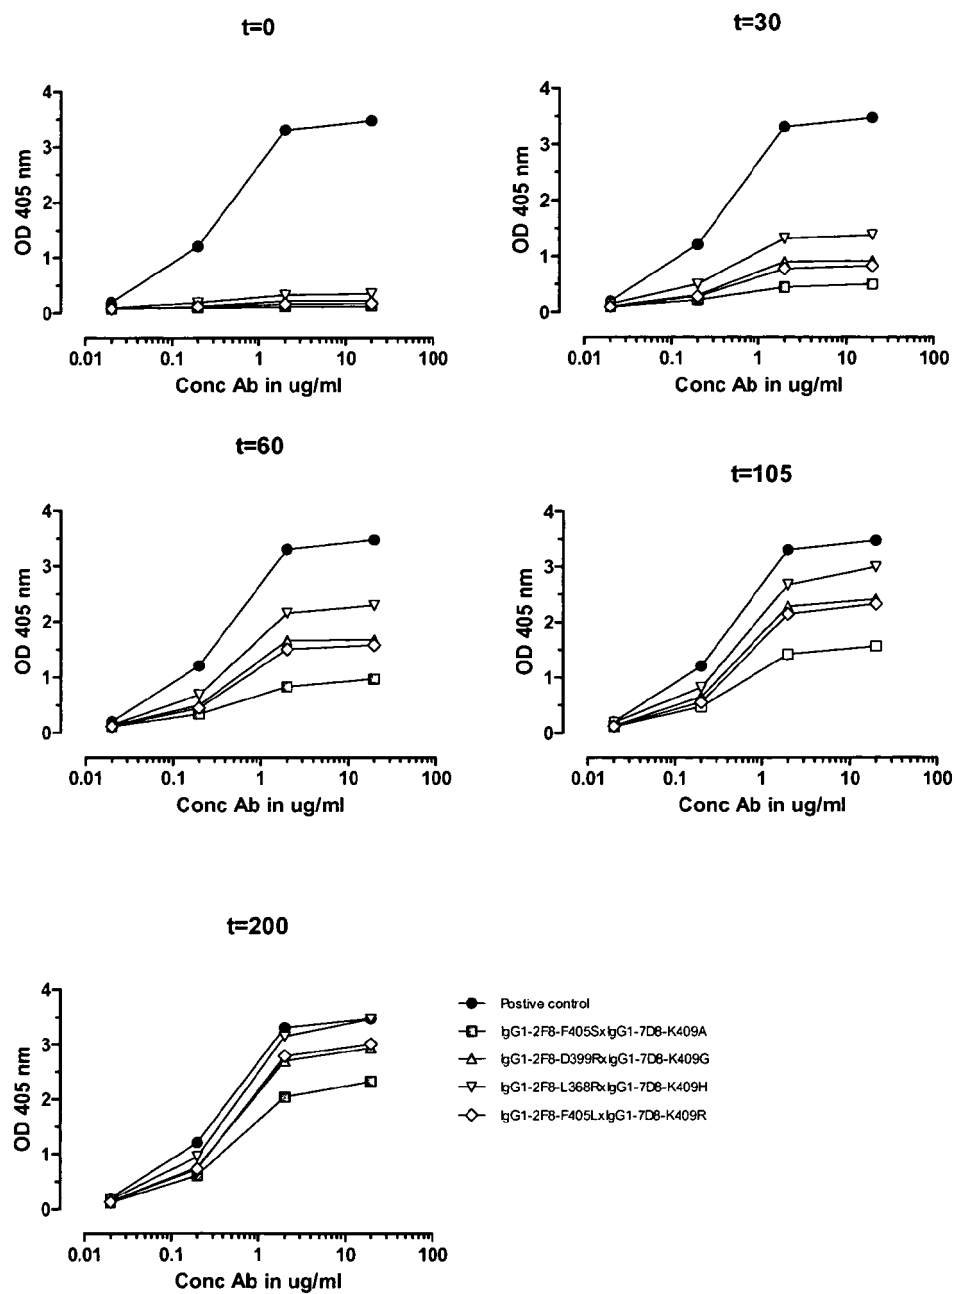 t=0
4
3
2
1
0
OD 405 nm
0.01 0.1 1 10 100
Conc Ab in ug/ml
t=30
4
3
2
1
0
OD 405 nm
0.01 0.1 1 10 100
Conc Ab in ug/ml
t=60
4
3
2
1
0
OD 405 nm
0.01 0.1 1 10 100
Conc Ab in ug/ml
t=105
4
3
2
1
0
OD 405 nm
0.01 0.1 1 10 100
Conc Ab in ug/ml
t=200
4
3
2
1
0
OD 405 nm
0.01 0.1 1 10 100
Conc Ab in ug/ml
Postive control
IgG1-2F8-F405SxIgG1-7D8-K409A
IgG1-2F8-D399RxIgG1-7D8-K409G
IgG1-2F8-L368RxIgG1-7D8-K409H
IgG1-2F8-F405LxIgG1-7D8-K409R